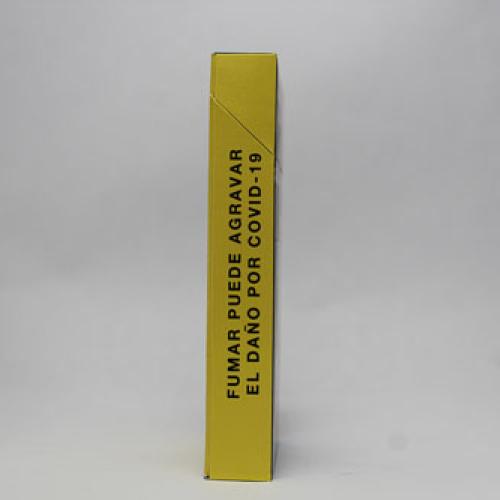 FUMAR PUEDE AGRAVAR
EL DAÑO POR COVID-19